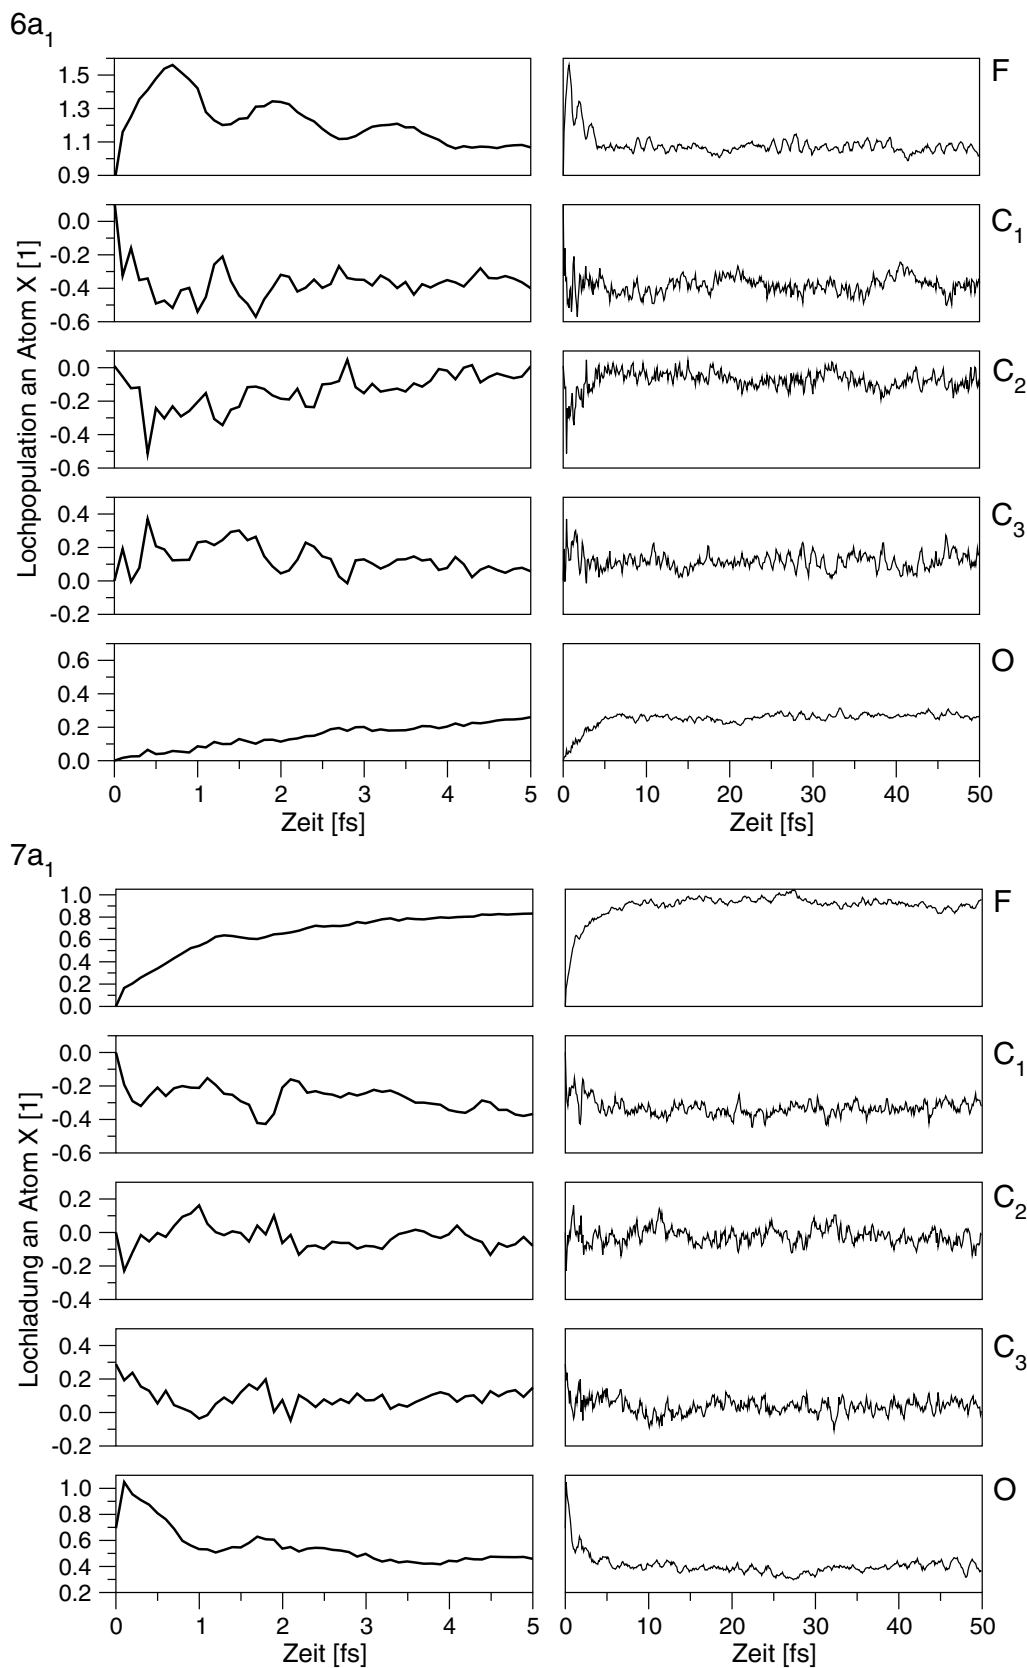 6a1
1.5
1.3
1.1
0.9
F
0.0
-0.2
-0.4
-0.6
C1
0.0
-0.2
-0.4
-0.6
C2
0.4
0.2
0.0
-0.2
C3
0.6
0.4
0.2
0.0
O
Lochpopulation an Atom X [1]
0 1 2 3 4 5 0 10 20 30 40 50
Zeit [fs] Zeit [fs]
7a1
1.0
0.8
0.6
0.4
0.2
0.0
F
0.0
-0.2
-0.4
-0.6
C1
0.2
0.0
-0.2
-0.4
C2
0.4
0.2
0.0
-0.2
C3
1.0
0.8
0.6
0.4
0.2
O
Lochladung an Atom X [1]
0 1 2 3 4 5 0 10 20 30 40 50
Zeit [fs] Zeit [fs]